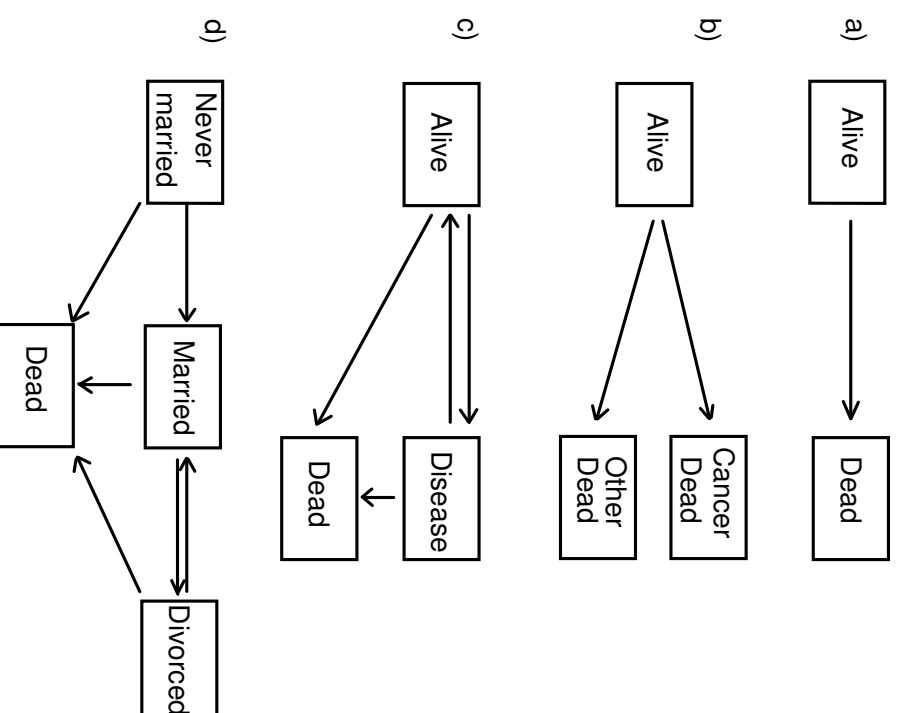 a)
Alive
Dead
b)
Alive
Cancer
Dead
Other
Dead
c)
Alive
Disease
Dead
d)
Never
married
Married
Divorced
Dead